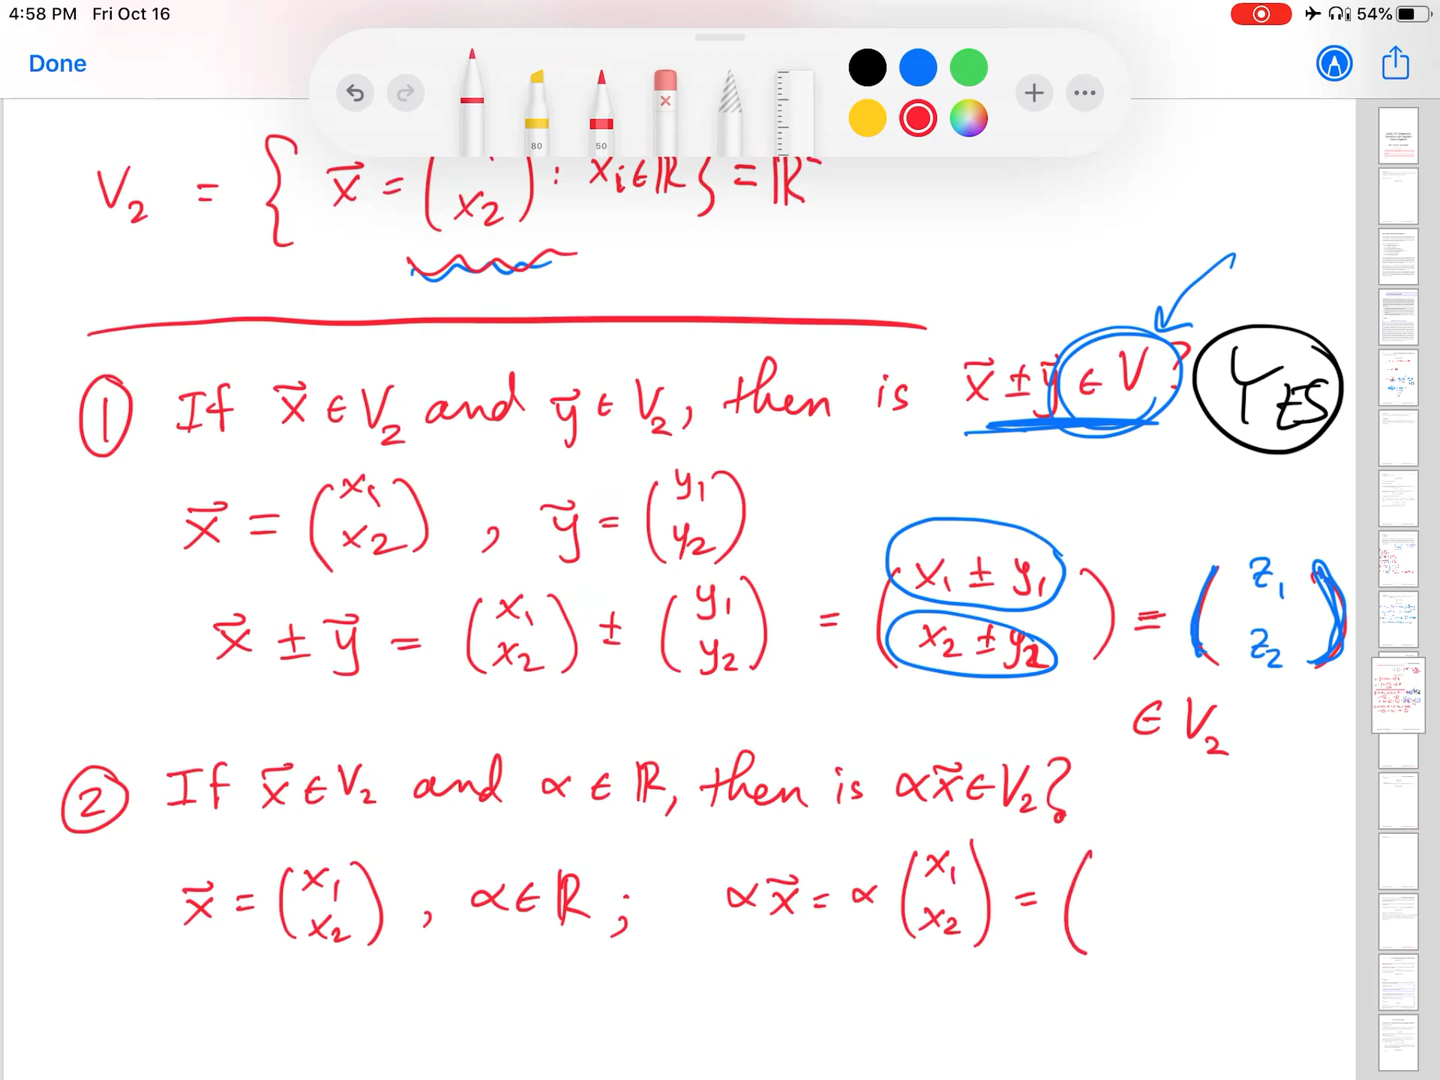 4:58 PM Fri Oct 16 54%
Done
80 50
V₂ = { x⃗ = ( x₂ ) : xᵢ ∈ ℝ } = ℝ²
① If x⃗ ∈ V₂ and y⃗ ∈ V₂, then is x⃗ ± y⃗ ∈ V ? YES
x⃗ = ( x₁ x₂ ) , y⃗ = ( y₁ y₂ )
x⃗ ± y⃗ = ( x₁ x₂ ) ± ( y₁ y₂ ) = ( x₁ ± y₁ x₂ ± y₂ ) ≡ ( z₁ z₂ )
∈ V₂
② If x⃗ ∈ V₂ and α ∈ ℝ, then is αx⃗ ∈ V₂?
x⃗ = ( x₁ x₂ ) , α ∈ ℝ ; αx⃗ = α ( x₁ x₂ ) = (